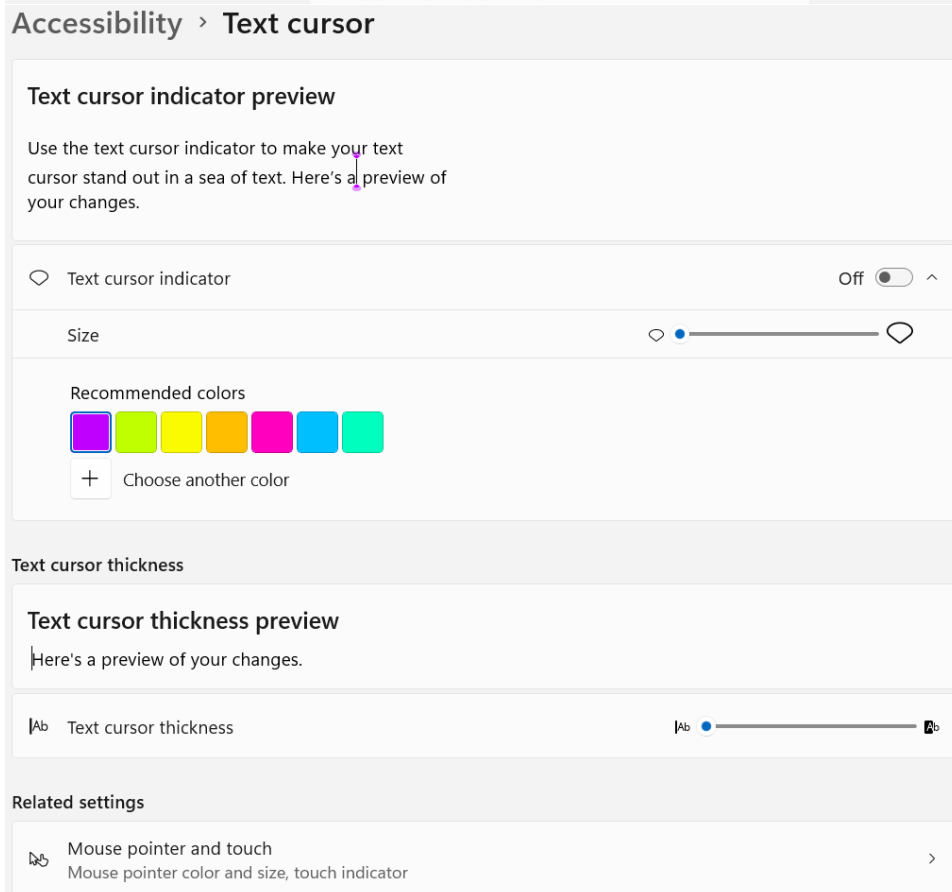 Accessibility › Text cursor
Text cursor indicator preview
Use the text cursor indicator to make your text
cursor stand out in a sea of text. Here's a preview of
your changes.
Text cursor indicator
Off
Size
Recommended colors
+ Choose another color
Text cursor thickness
Text cursor thickness preview
Here's a preview of your changes.
Ab Text cursor thickness Ab Ab
Related settings
Mouse pointer and touch
Mouse pointer color and size, touch indicator